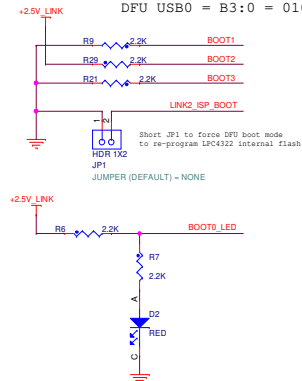 DFU USB0 = B3:0 = 010
+2.5V_LINK
R9 2.2K BOOT1
R29 2.2K BOOT2
R21 2.2K BOOT3
LINK2_ISP_BOOT
1 2
HDR 1X2
JP1
Short JP1 to force DFU boot mode
to re-program LPC4322 internal flash
JUMPER (DEFAULT) = NONE
+2.5V_LINK
R6 2.2K BOOT0_LED
R7
2.2K
A
D2
RED
C